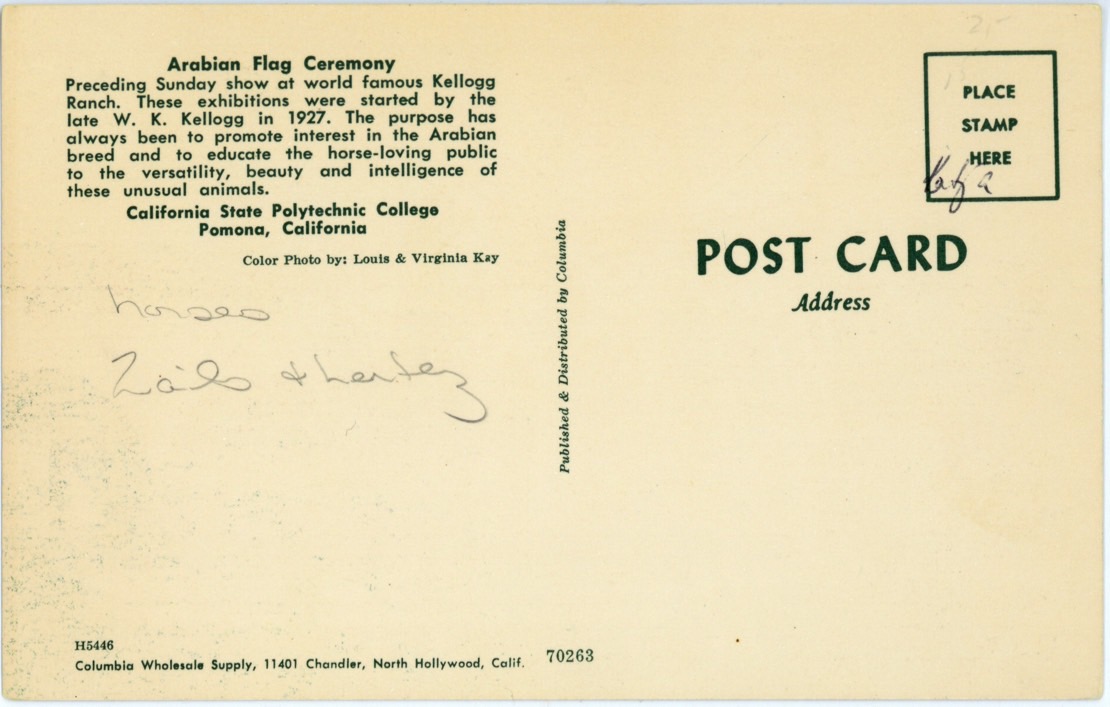 Arabian Flag Ceremony
Preceding Sunday show at world famous Kellogg
Ranch. These exhibitions were started by the
late W. K. Kellogg in 1927. The purpose has
always been to promote interest in the Arabian
breed and to educate the horse-loving public
to the versatility, beauty and intelligence of
these unusual animals.
California State Polytechnic College
Pomona, California
Color Photo by: Louis & Virginia Kay
horses
H5446
Columbia Wholesale Supply, 11401 Chandler, North Hollywood, Calif.
70263
Published & Distributed by Columbia
PLACE
STAMP
HERE
POST CARD
Address